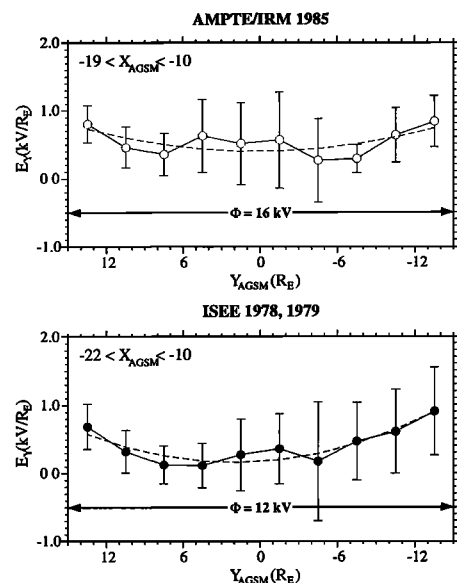 AMPTE/IRM 1985
2.0
-19 < X_AGSM < -10
1.0
E_Y(kV/R_E)
0.0
Φ = 16 kV
-1.0
12 6 0 -6 -12
Y_AGSM(R_E)
ISEE 1978, 1979
2.0
-22 < X_AGSM < -10
1.0
E_Y(kV/R_E)
0.0
Φ = 12 kV
-1.0
12 6 0 -6 -12
Y_AGSM(R_E)